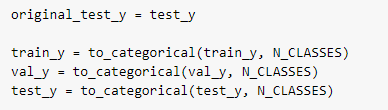 original_test_y = test_y
train_y = to_categorical(train_y, N_CLASSES)
val_y = to_categorical(val_y, N_CLASSES)
test_y = to_categorical(test_y, N_CLASSES)